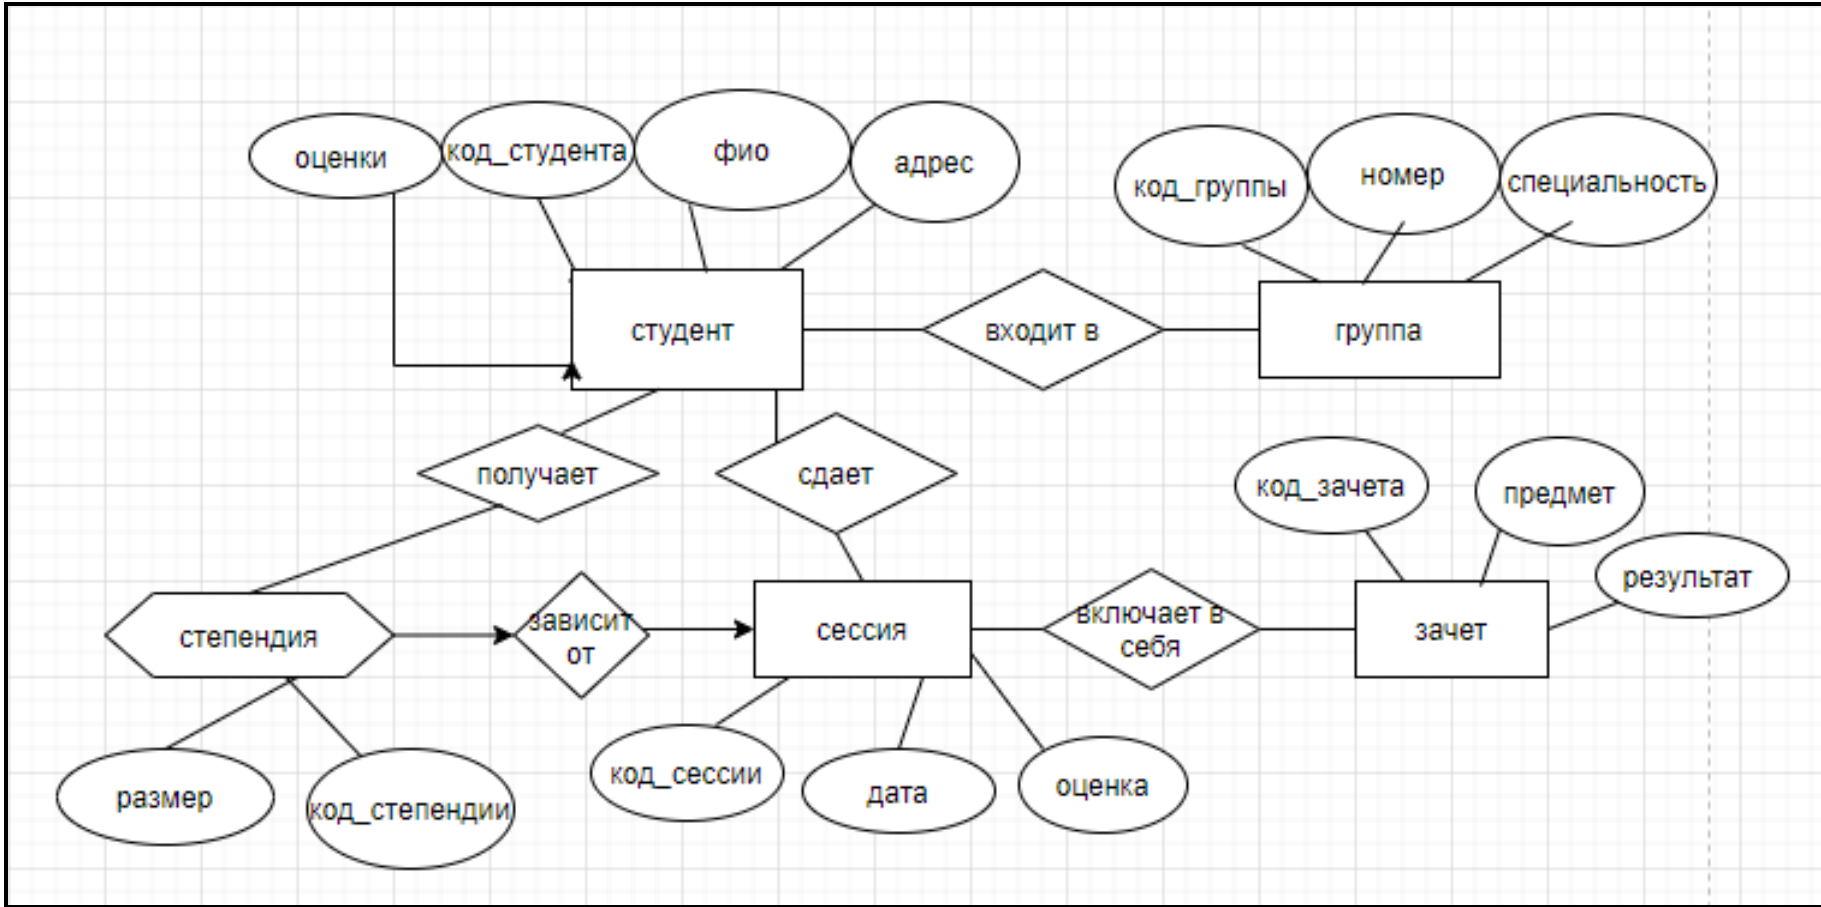 оценки
код_студента
фио
адрес
код_группы
номер
специальность
студент
входит в
группа
получает
сдает
код_зачета
предмет
результат
степендия
зависит
от
сессия
включает в
себя
зачет
размер
код_степендии
код_сессии
дата
оценка